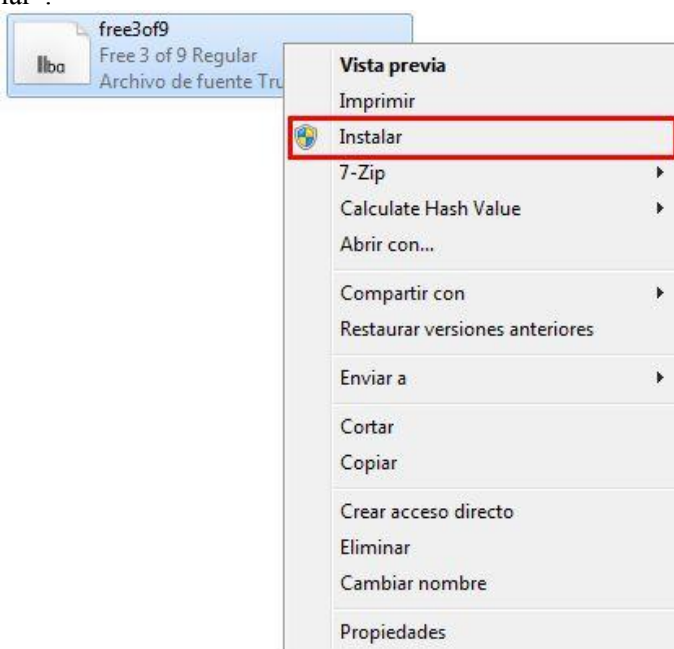 free3of9
Free 3 of 9 Regular
Archivo de fuente Tru
Vista previa
Imprimir
Instalar
7-Zip
Calculate Hash Value
Abrir con...
Compartir con
Restaurar versiones anteriores
Enviar a
Cortar
Copiar
Crear acceso directo
Eliminar
Cambiar nombre
Propiedades